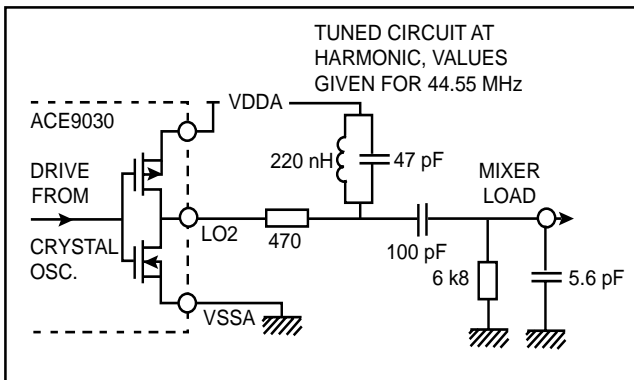 TUNED CIRCUIT AT
HARMONIC, VALUES
GIVEN FOR 44.55 MHz
VDDA
ACE9030
220 nH
47 pF
DRIVE
FROM
MIXER
LOAD
LO2
470
CRYSTAL
OSC.
100 pF
6 k8
5.6 pF
VSSA